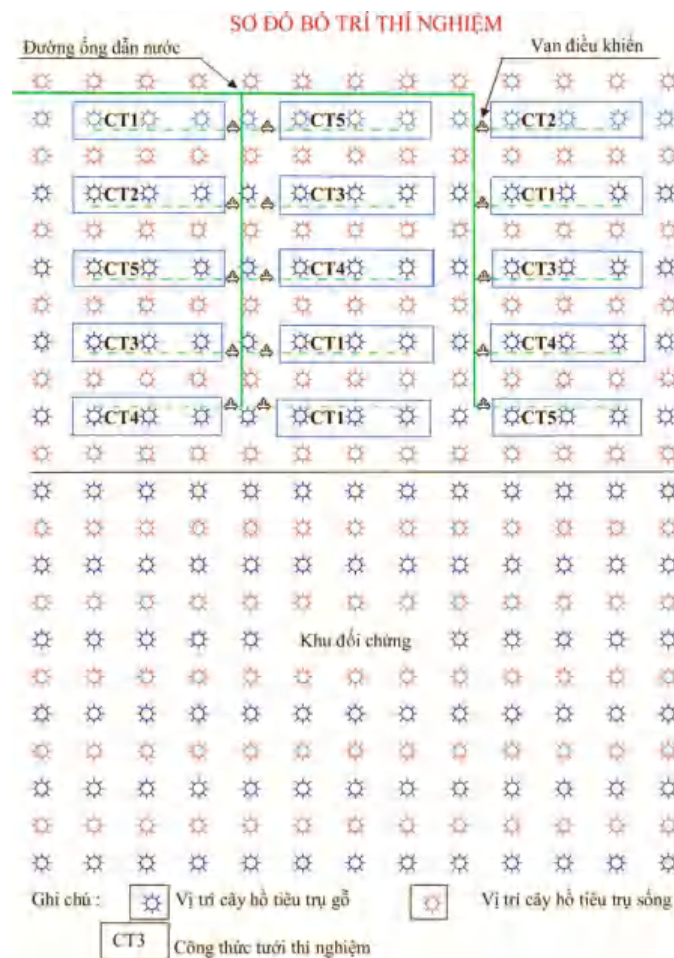 SƠ ĐỒ BỐ TRÍ THÍ NGHIỆM
Đường ống dẫn nước
Van điều khiển
CT1 CT5 CT2
CT2 CT3 CT1
CT5 CT4 CT3
CT3 CT1 CT4
CT4 CT1 CT5
Khu đối chứng
Ghi chú : Vị trí cây hồ tiêu trụ gỗ Vị trí cây hồ tiêu trụ sống
CT3 Công thức tưới thí nghiệm